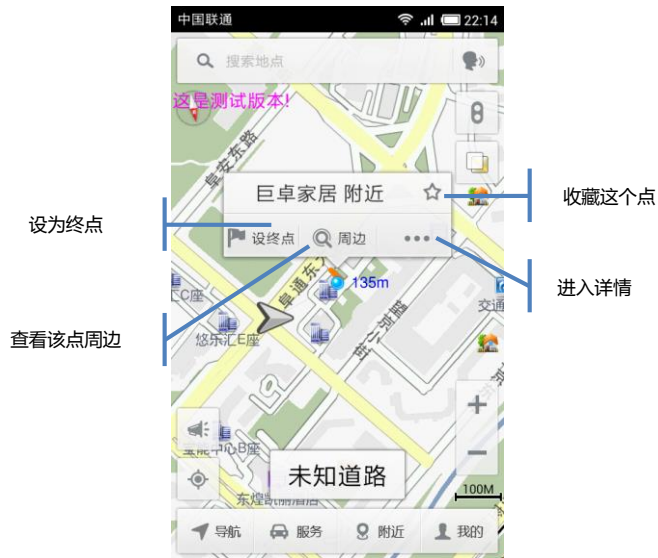 中国联通 22:14
搜索地点
这是测试版本!
阜安东路
巨卓家居 附近
收藏这个点
设为终点
设终点 周边
阜通东大
135m
进入详情
C座
交通
查看该点周边
悠乐汇E座
望京小街
中心B座
未知道路
100M
东煌凯丽酒店
导航 服务 附近 我的